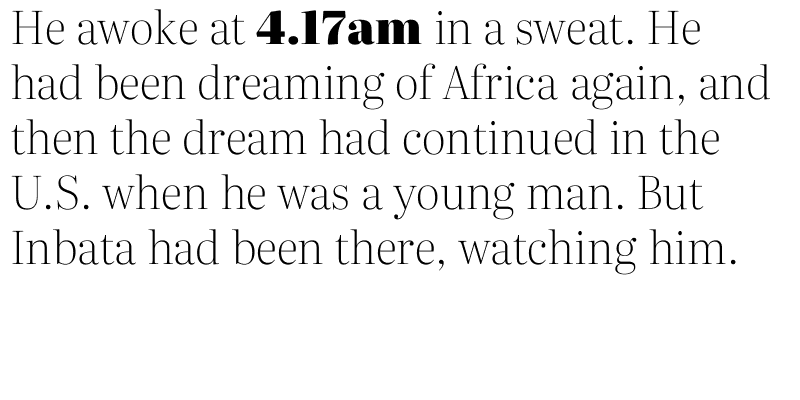 He awoke at 4.17am in a sweat. He
had been dreaming of Africa again, and
then the dream had continued in the
U.S. when he was a young man. But
Inbata had been there, watching him.